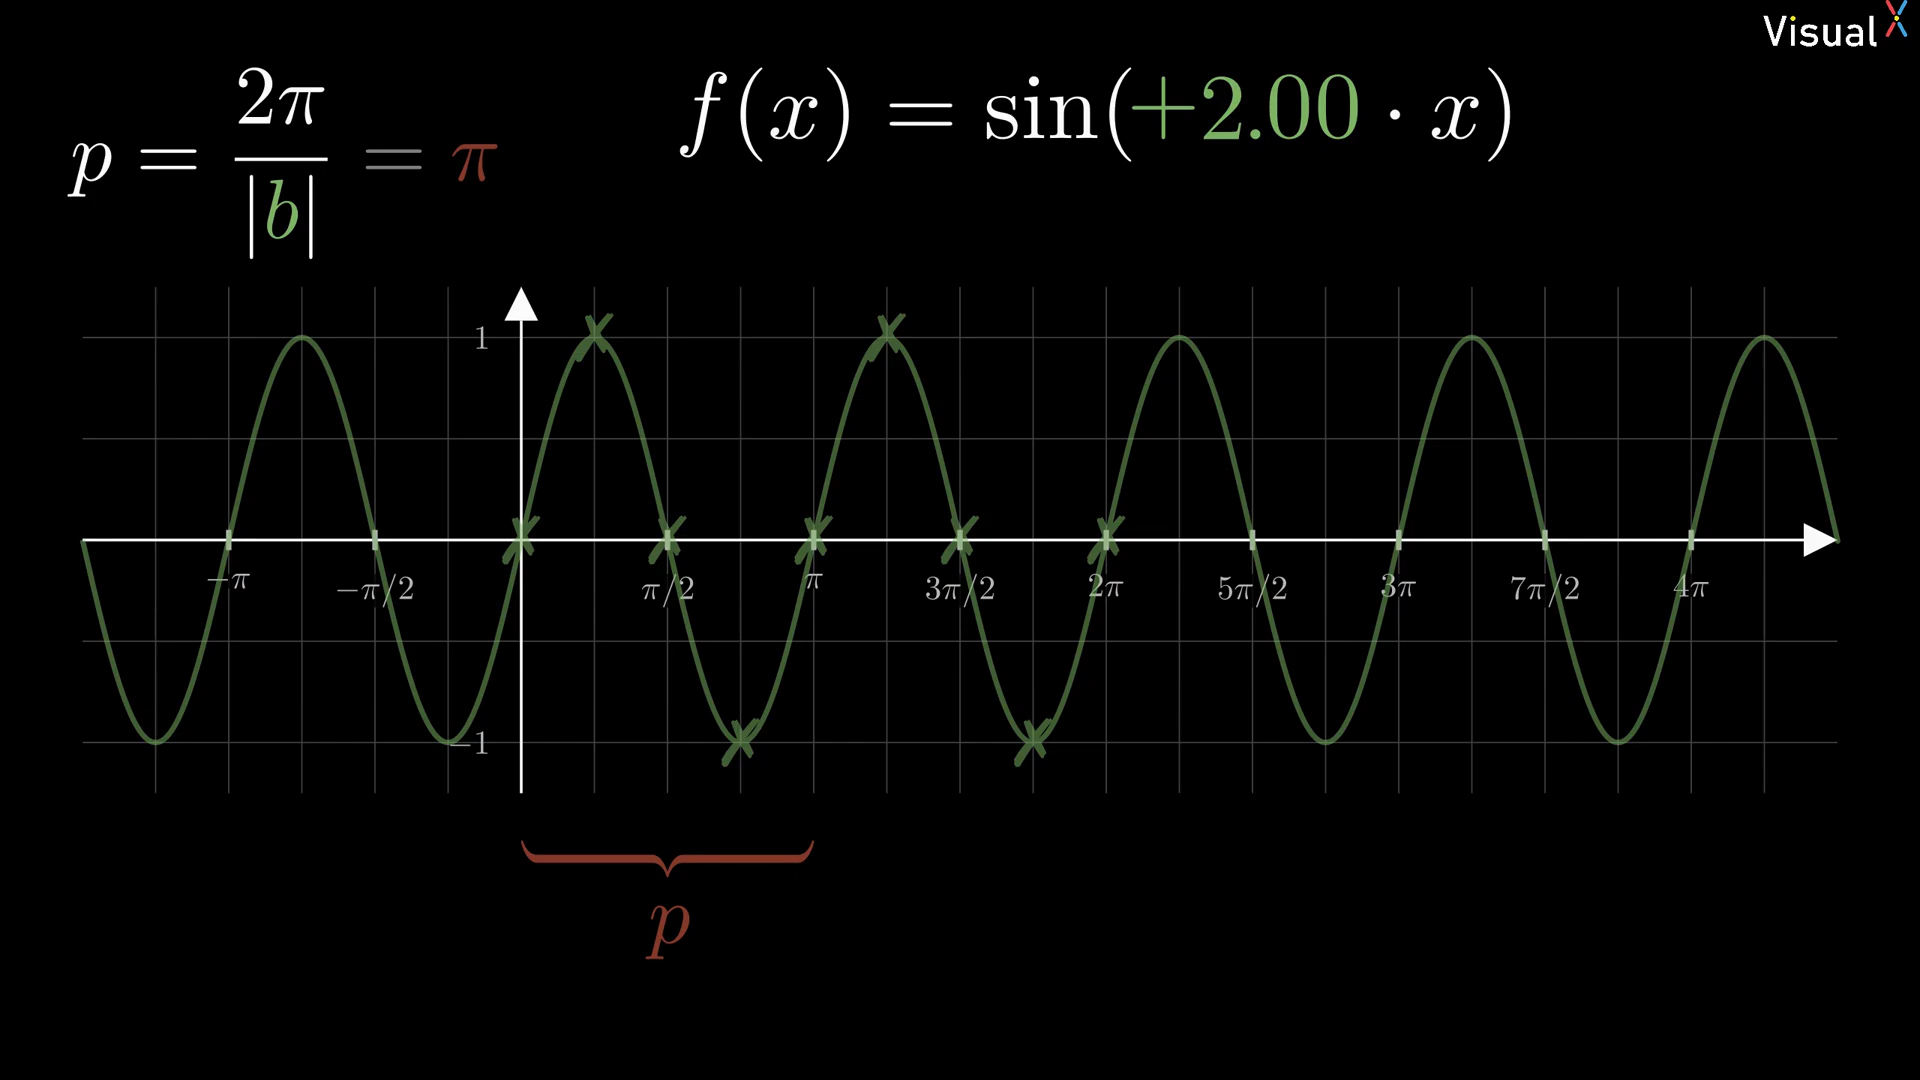 Visual X
p = 2π/|b| = π
f(x) = sin(+2.00 · x)
1
−π −π/2 π/2 π 3π/2 2π 5π/2 3π 7π/2 4π
−1
p